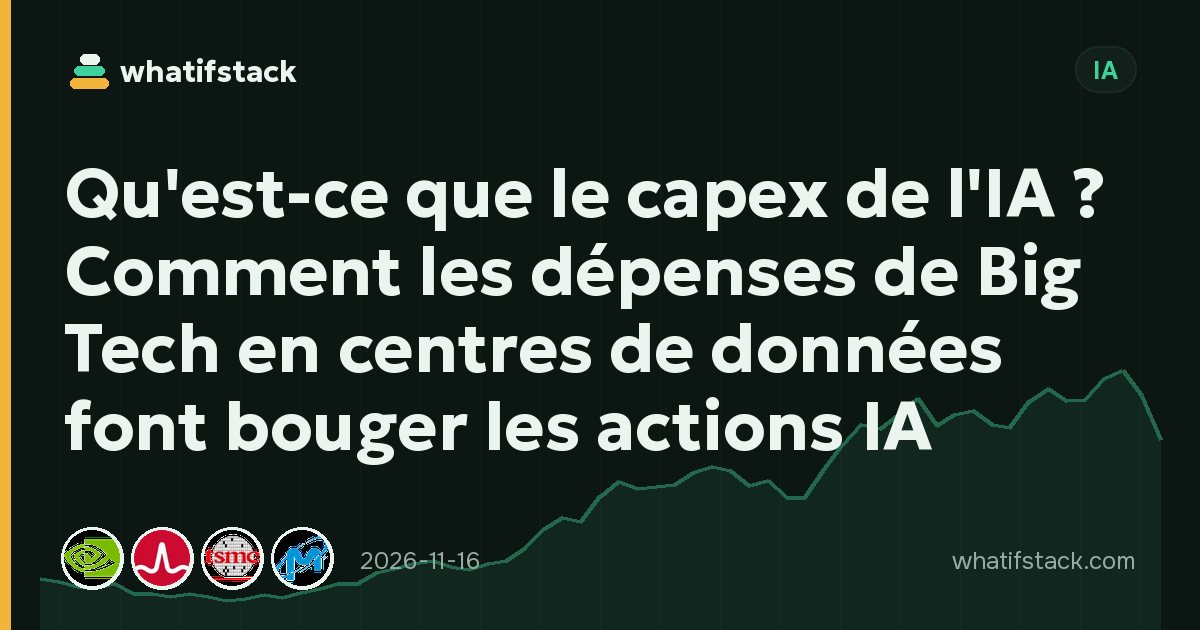 whatifstack
IA
Qu'est-ce que le capex de l'IA ?
Comment les dépenses de Big
Tech en centres de données
font bouger les actions IA
tsmc
2026-11-16
whatifstack.com